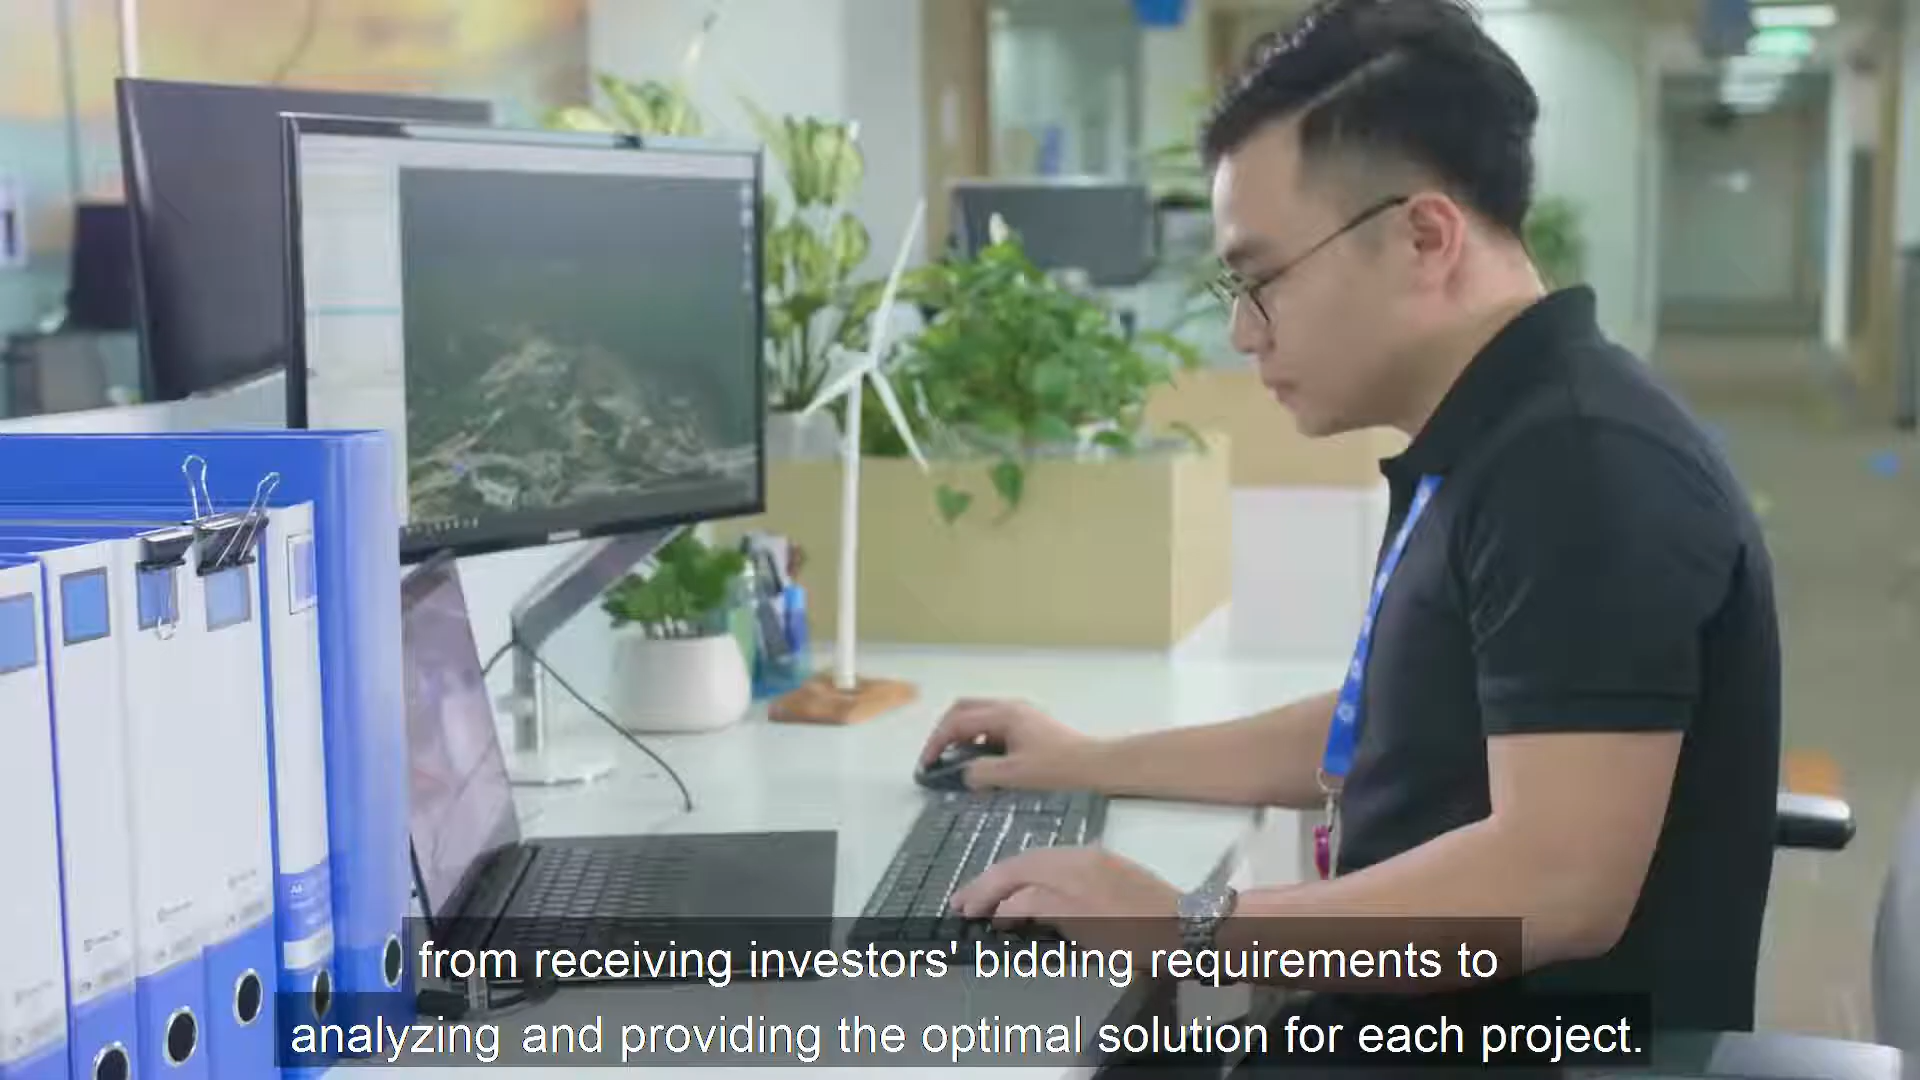 from receiving investors' bidding requirements to
analyzing and providing the optimal solution for each project.